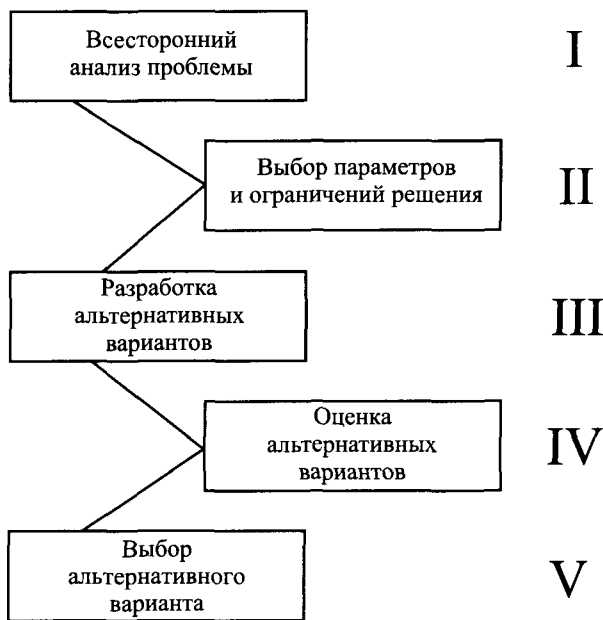 Всесторонний
анализ проблемы
I
Выбор параметров
и ограничений решения
II
Разработка
альтернативных
вариантов
III
Оценка
альтернативных
вариантов
IV
Выбор
альтернативного
варианта
V